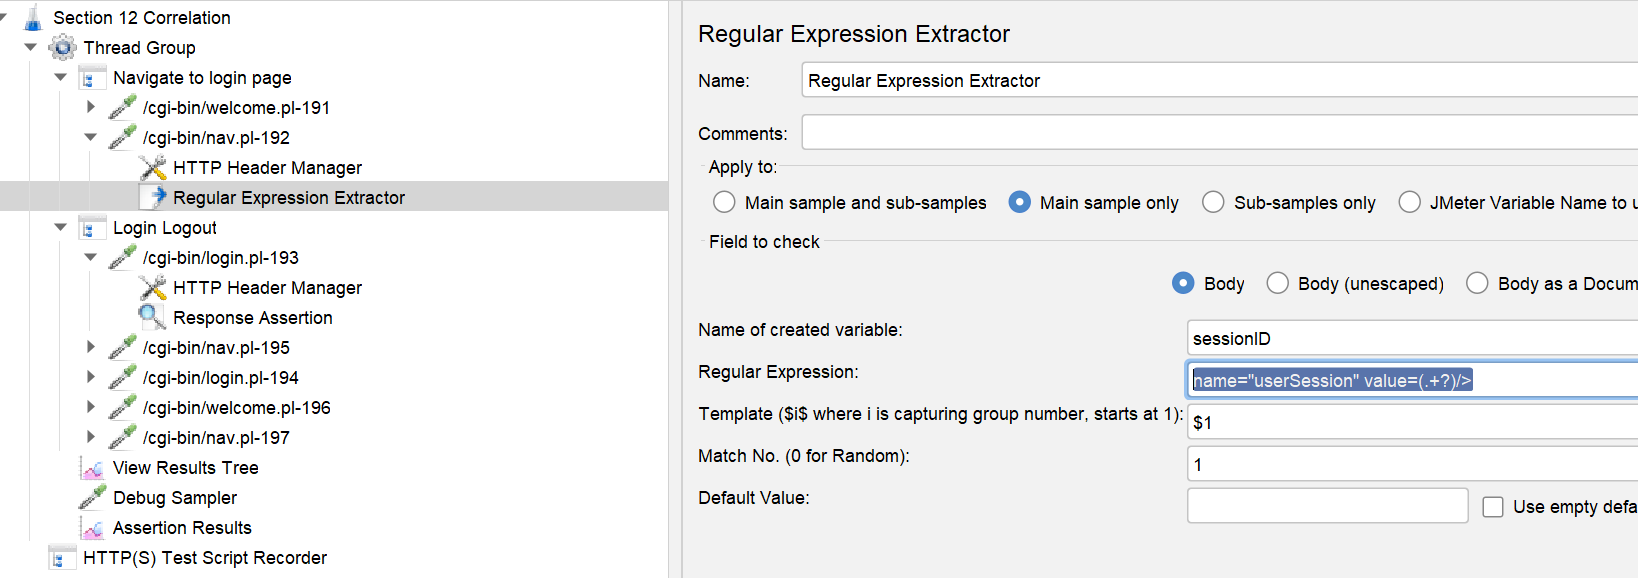 Section 12 Correlation
Thread Group
Navigate to login page
/cgi-bin/welcome.pl-191
/cgi-bin/nav.pl-192
HTTP Header Manager
Regular Expression Extractor
Login Logout
/cgi-bin/login.pl-193
HTTP Header Manager
Response Assertion
/cgi-bin/nav.pl-195
/cgi-bin/login.pl-194
/cgi-bin/welcome.pl-196
/cgi-bin/nav.pl-197
View Results Tree
Debug Sampler
Assertion Results
HTTP(S) Test Script Recorder
Regular Expression Extractor
Name: Regular Expression Extractor
Comments:
Apply to:
Main sample and sub-samples Main sample only Sub-samples only JMeter Variable Name to u
Field to check
Body Body (unescaped) Body as a Docum
Name of created variable: sessionID
Regular Expression: name="userSession" value=(.+?)/>
Template ($i$ where i is capturing group number, starts at 1): $1
Match No. (0 for Random): 1
Default Value: Use empty defa